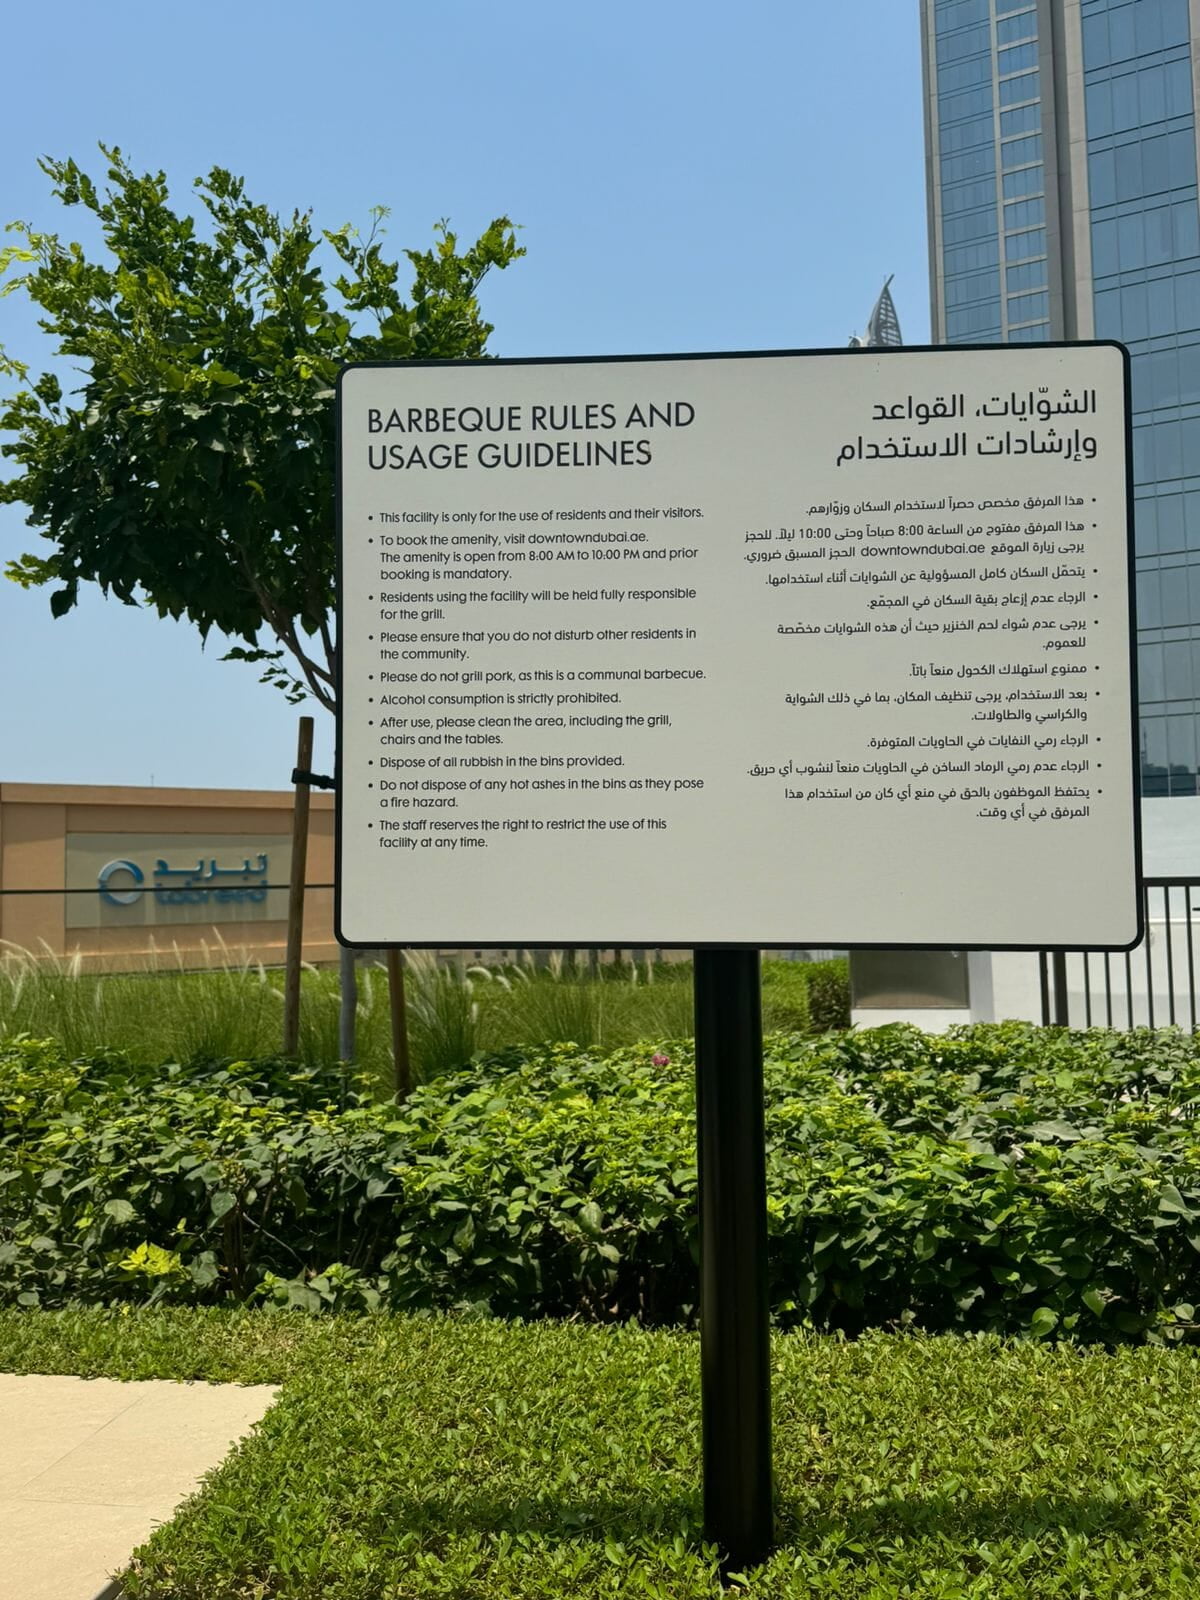 BARBEQUE RULES AND
USAGE GUIDELINES
• This facility is only for the use of residents and their visitors.
• To book the amenity, visit downtowndubai.ae.
The amenity is open from 8:00 AM to 10:00 PM and prior
booking is mandatory.
• Residents using the facility will be held fully responsible
for the grill.
• Please ensure that you do not disturb other residents in
the community.
• Please do not grill pork, as this is a communal barbecue.
• Alcohol consumption is strictly prohibited.
• After use, please clean the area, including the grill,
chairs and the tables.
• Dispose of all rubbish in the bins provided.
• Do not dispose of any hot ashes in the bins as they pose
a fire hazard.
• The staff reserves the right to restrict the use of this
facility at any time.
الشوّايات، القواعد
وإرشادات الاستخدام
• هذا المرفق مخصص حصراً لاستخدام السكان وزوّارهم.
• هذا المرفق مفتوح من الساعة 8:00 صباحاً وحتى 10:00 ليلاً. للحجز
يرجى زيارة الموقع downtowndubai.ae الحجز المسبق ضروري.
• يتحمّل السكان كامل المسؤولية عن الشوايات أثناء استخدامها.
• الرجاء عدم إزعاج بقية السكان في المجمّع.
• يرجى عدم شواء لحم الخنزير حيث أن هذه الشوايات مخصّصة
للعموم.
• ممنوع استهلاك الكحول منعاً باتاً.
• بعد الاستخدام، يرجى تنظيف المكان، بما في ذلك الشواية
والكراسي والطاولات.
• الرجاء رمي النفايات في الحاويات المتوفرة.
• الرجاء عدم رمي الرماد الساخن في الحاويات منعاً لنشوب أي حريق.
• يحتفظ الموظفون بالحق في منع أي كان من استخدام هذا
المرفق في أي وقت.
تبريد
tabreed